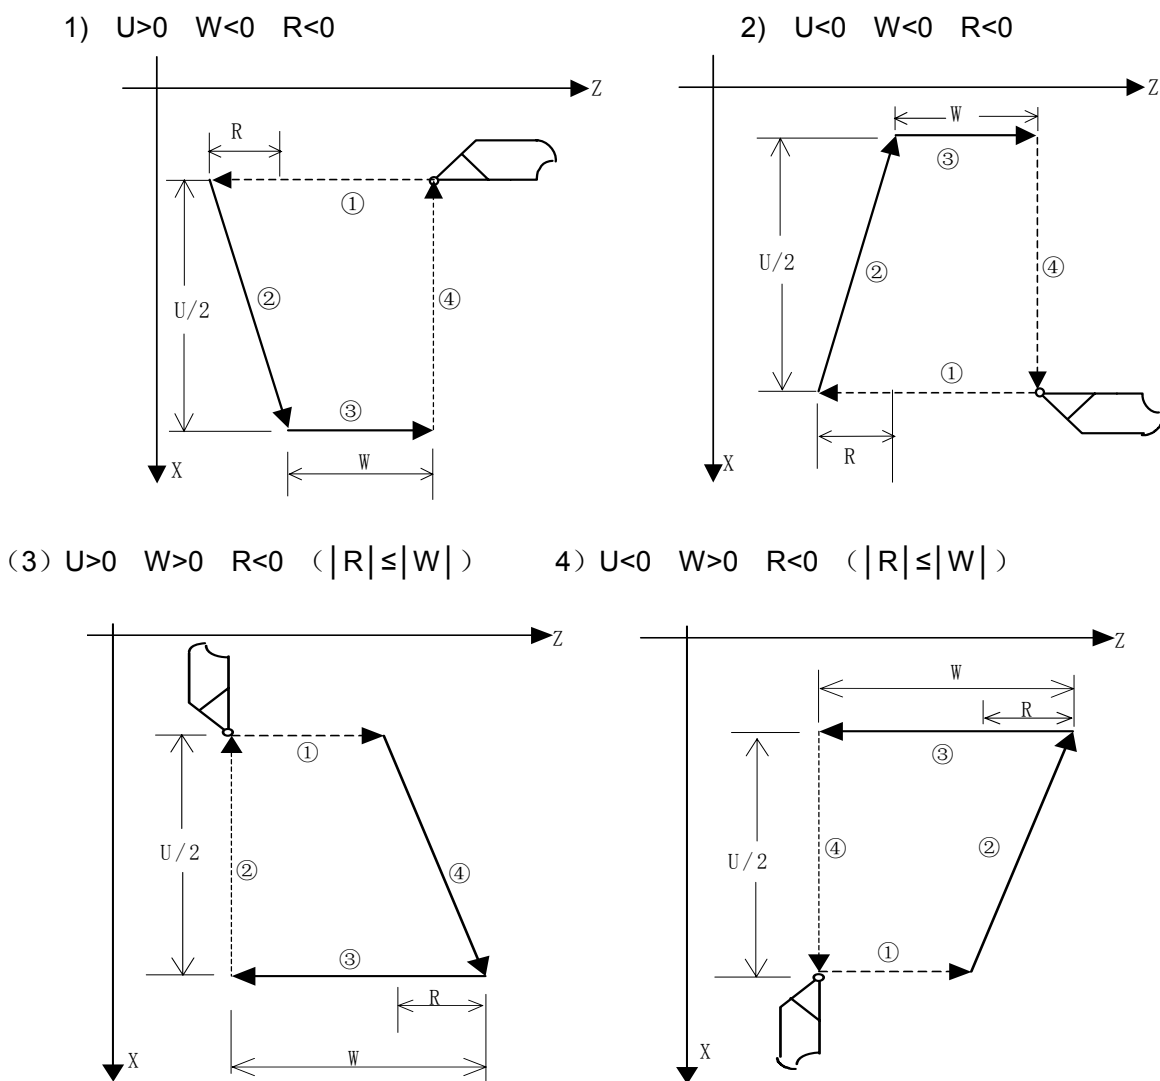 1) U>0 W<0 R<0
2) U<0 W<0 R<0
Z
R
①
②
U/2
④
③
W
X
Z
W
③
U/2
②
④
①
R
X
（3）U>0 W>0 R<0 （|R|≤|W|）
4）U<0 W>0 R<0 （|R|≤|W|）
Z
①
U/2
②
④
③
R
W
X
Z
W
R
③
U/2
④
②
①
X